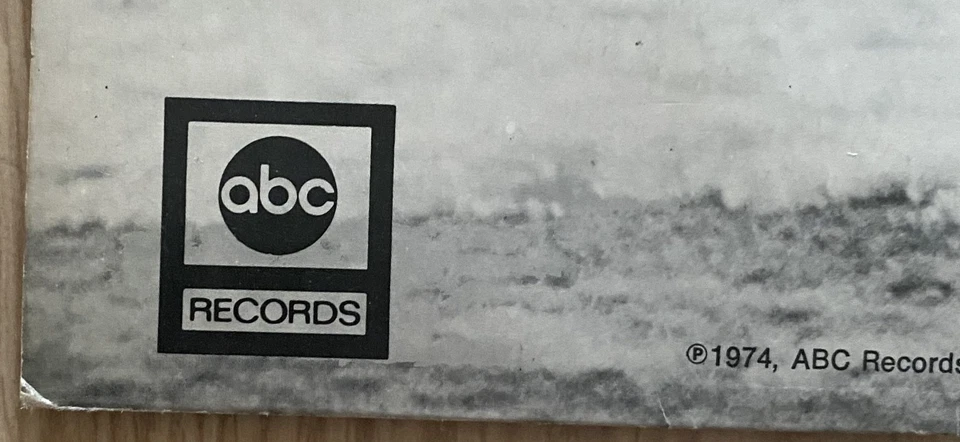 abc
RECORDS
℗1974, ABC Records